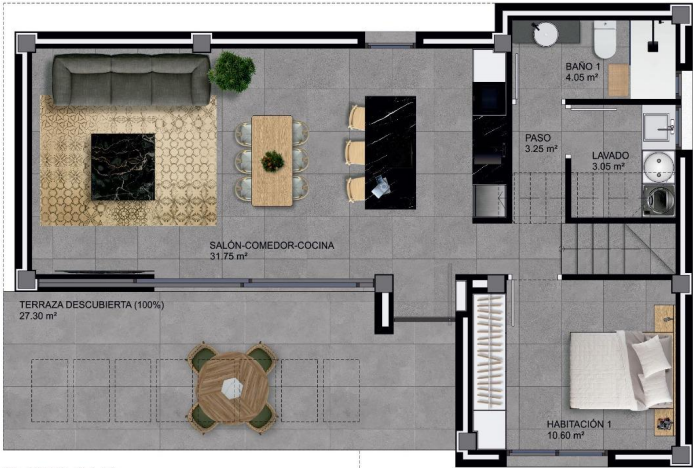 BAÑO 1
4.05 m²
PASO
3.25 m²
LAVADO
3.05 m²
SALÓN-COMEDOR-COCINA
31.75 m²
TERRAZA DESCUBIERTA (100%)
27.30 m²
HABITACIÓN 1
10.60 m²